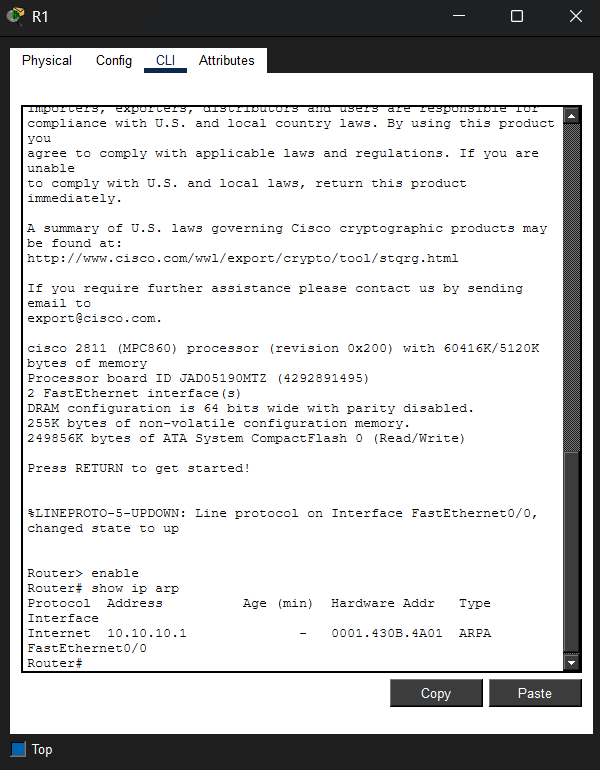 R1
Physical Config CLI Attributes
importers, exporters, distributors and users are responsible for
compliance with U.S. and local country laws. By using this product
you
agree to comply with applicable laws and regulations. If you are
unable
to comply with U.S. and local laws, return this product
immediately.
A summary of U.S. laws governing Cisco cryptographic products may
be found at:
http://www.cisco.com/wwl/export/crypto/tool/stqrg.html
If you require further assistance please contact us by sending
email to
export@cisco.com.
cisco 2811 (MPC860) processor (revision 0x200) with 60416K/5120K
bytes of memory
Processor board ID JAD05190MTZ (4292891495)
2 FastEthernet interface(s)
DRAM configuration is 64 bits wide with parity disabled.
255K bytes of non-volatile configuration memory.
249856K bytes of ATA System CompactFlash 0 (Read/Write)
Press RETURN to get started!
%LINEPROTO-5-UPDOWN: Line protocol on Interface FastEthernet0/0,
changed state to up
Router> enable
Router# show ip arp
Protocol Address Age (min) Hardware Addr Type
Interface
Internet 10.10.10.1 - 0001.430B.4A01 ARPA
FastEthernet0/0
Router#
Copy Paste
Top